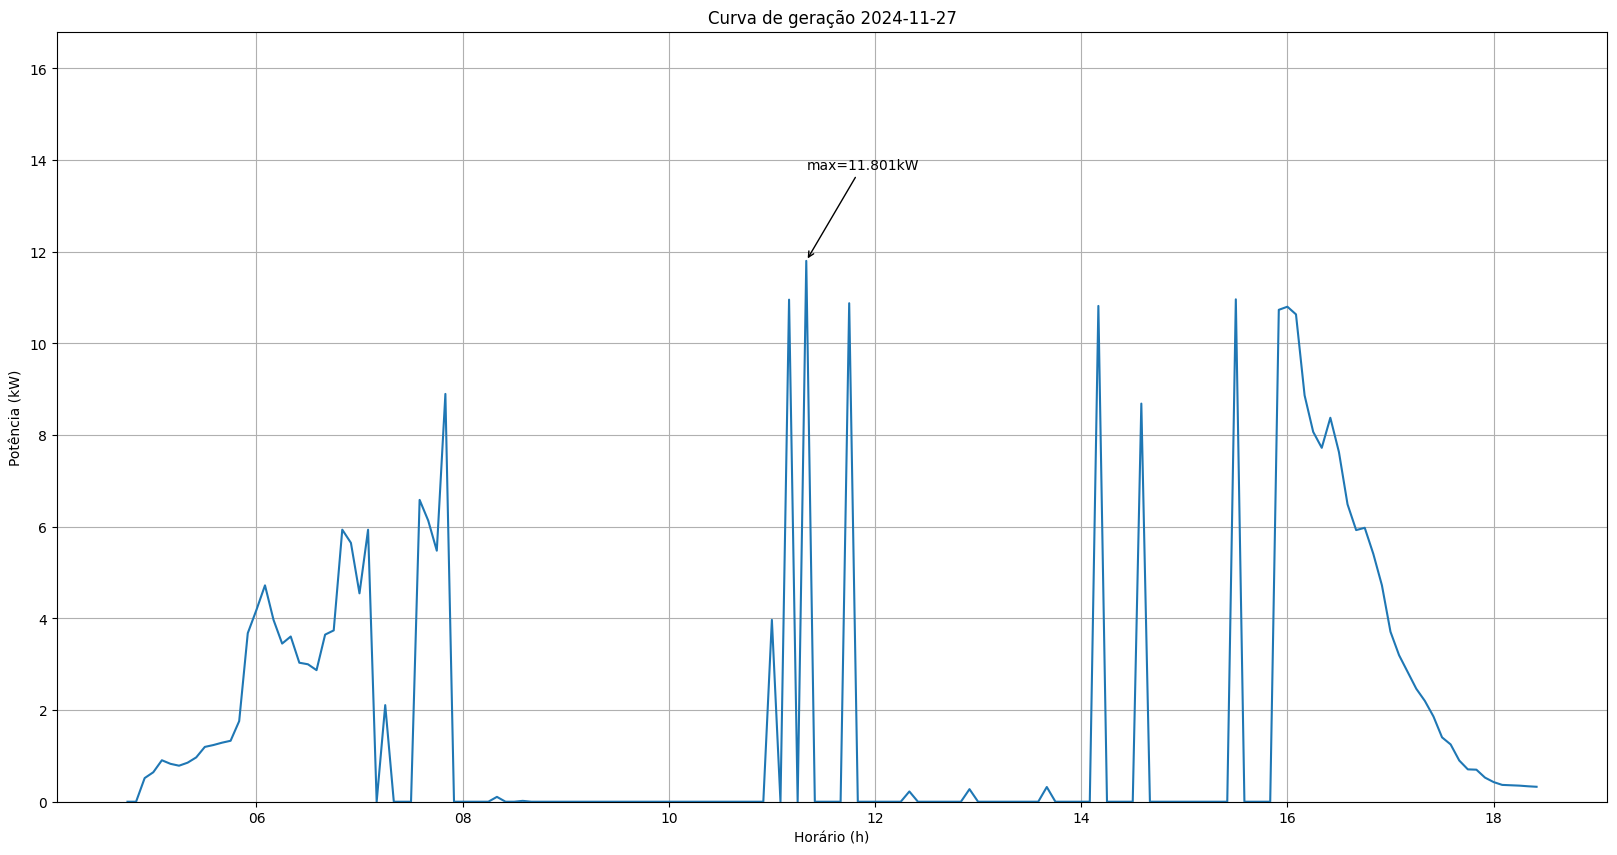 Curva de geração 2024-11-27
16
14
12
10
8
6
4
2
0
Potência (kW)
max=11.801kW
06 08 10 12 14 16 18
Horário (h)